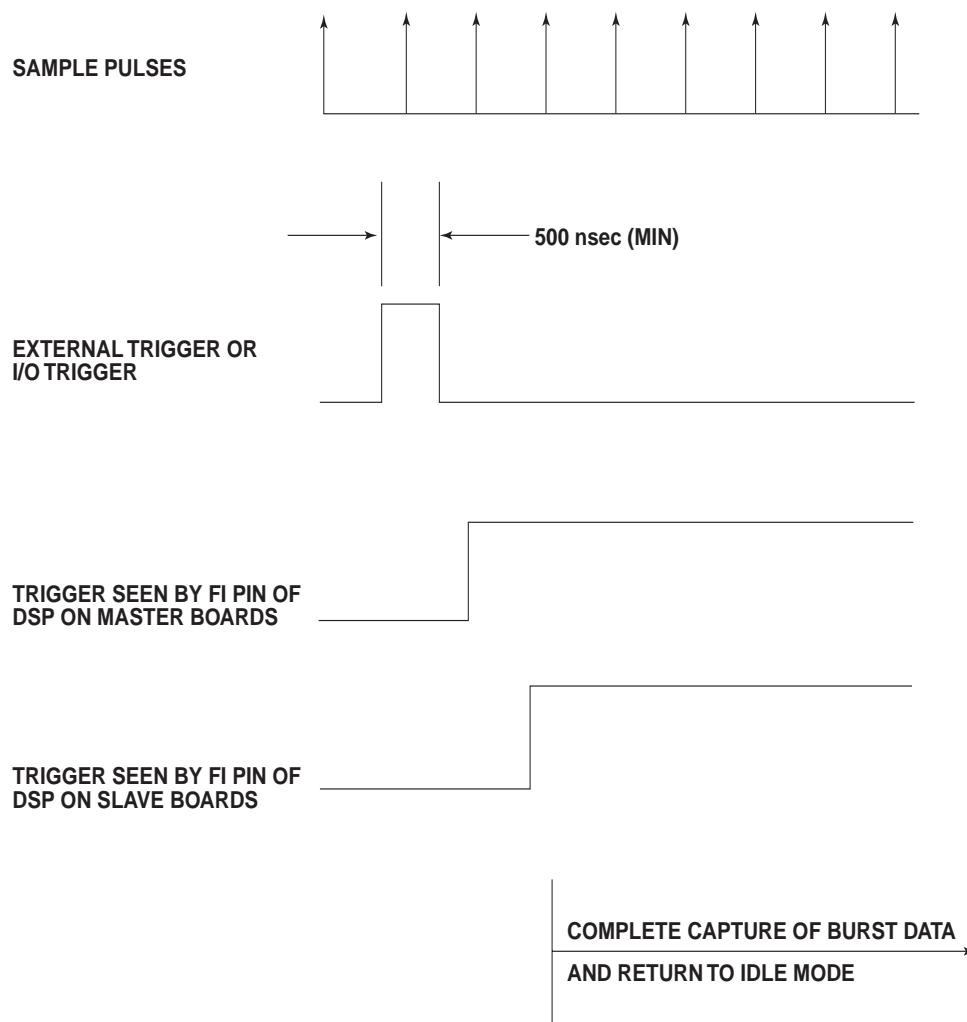 SAMPLE PULSES
500 nsec (MIN)
EXTERNAL TRIGGER OR
I/O TRIGGER
TRIGGER SEEN BY FI PIN OF
DSP ON MASTER BOARDS
TRIGGER SEEN BY FI PIN OF
DSP ON SLAVE BOARDS
COMPLETE CAPTURE OF BURST DATA
AND RETURN TO IDLE MODE